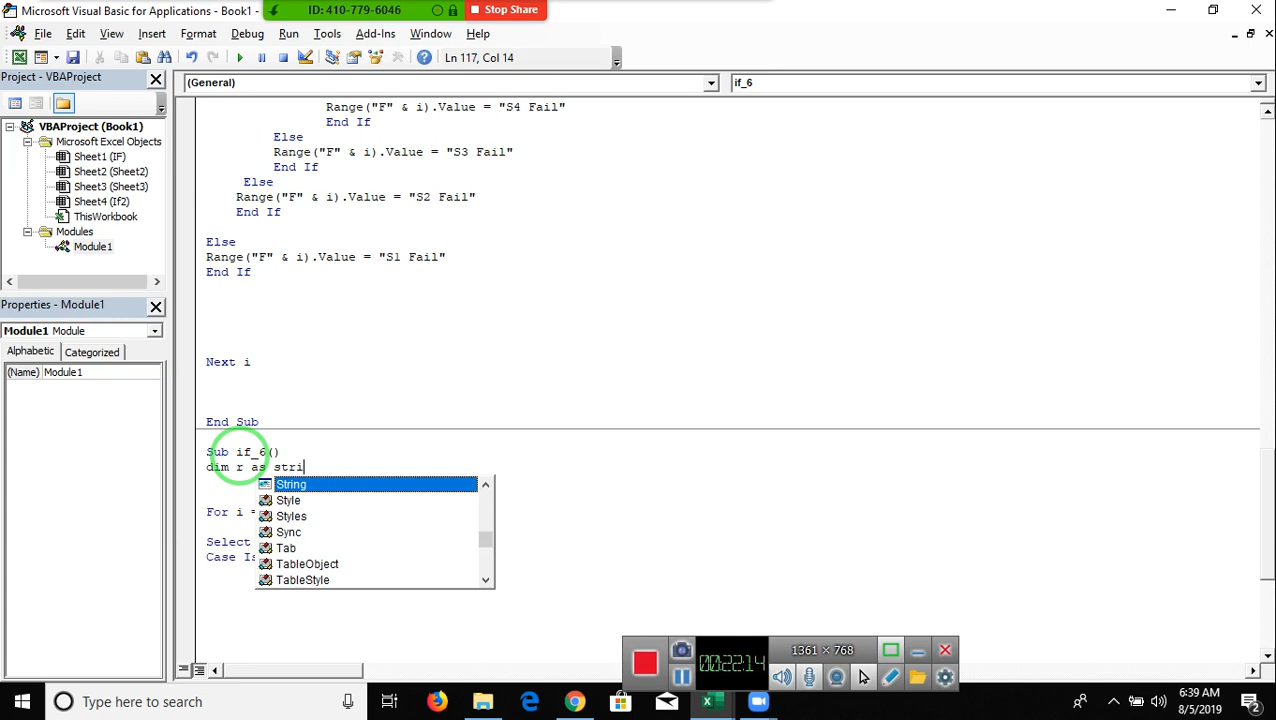 Microsoft Visual Basic for Applications - Book1 -
ID: 410-779-6046
Stop Share
File Edit View Insert Format Debug Run Tools Add-Ins Window Help
Ln 117, Col 14
Project - VBAProject
(General)
if_6
VBAProject (Book1)
Microsoft Excel Objects
Sheet1 (IF)
Sheet2 (Sheet2)
Sheet3 (Sheet3)
Sheet4 (If2)
ThisWorkbook
Modules
Module1
Properties - Module1
Module1 Module
Alphabetic Categorized
(Name) Module1
Range("F" & i).Value = "S4 Fail"
End If
Else
Range("F" & i).Value = "S3 Fail"
End If
Else
Range("F" & i).Value = "S2 Fail"
End If
Else
Range("F" & i).Value = "S1 Fail"
End If
Next i
End Sub
Sub if_6()
dim r as stri
String
Style
Styles
Sync
Tab
TableObject
TableStyle
For i =
Select
Case Is
1361 × 768
00:22:14
Type here to search
6:39 AM
8/5/2019
2